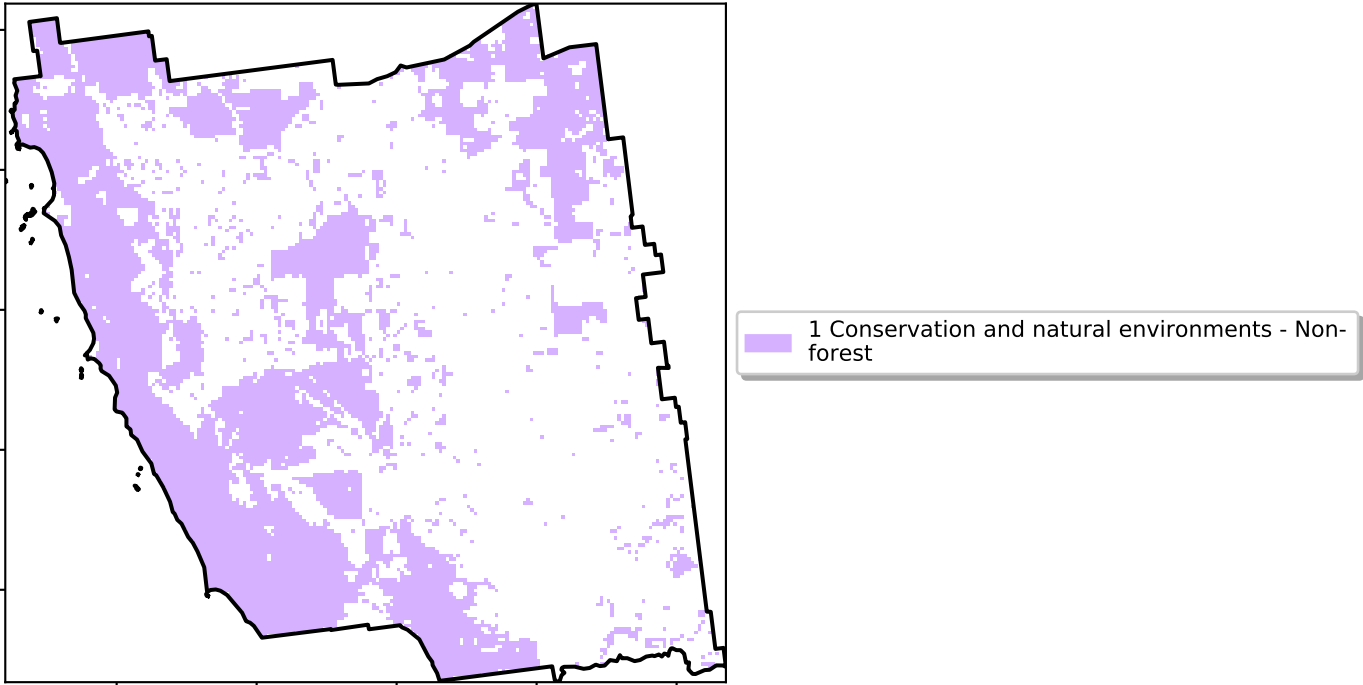 1 Conservation and natural environments - Non-
forest